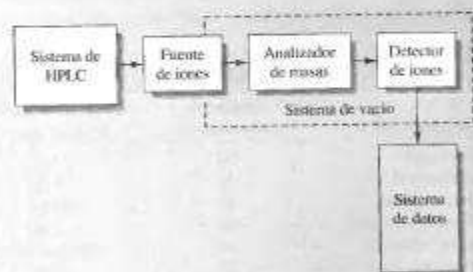 Sistema de
HPLC
Fuente
de iones
Analizador
de masas
Detector
de iones
Sistema de vacío
Sistema
de datos